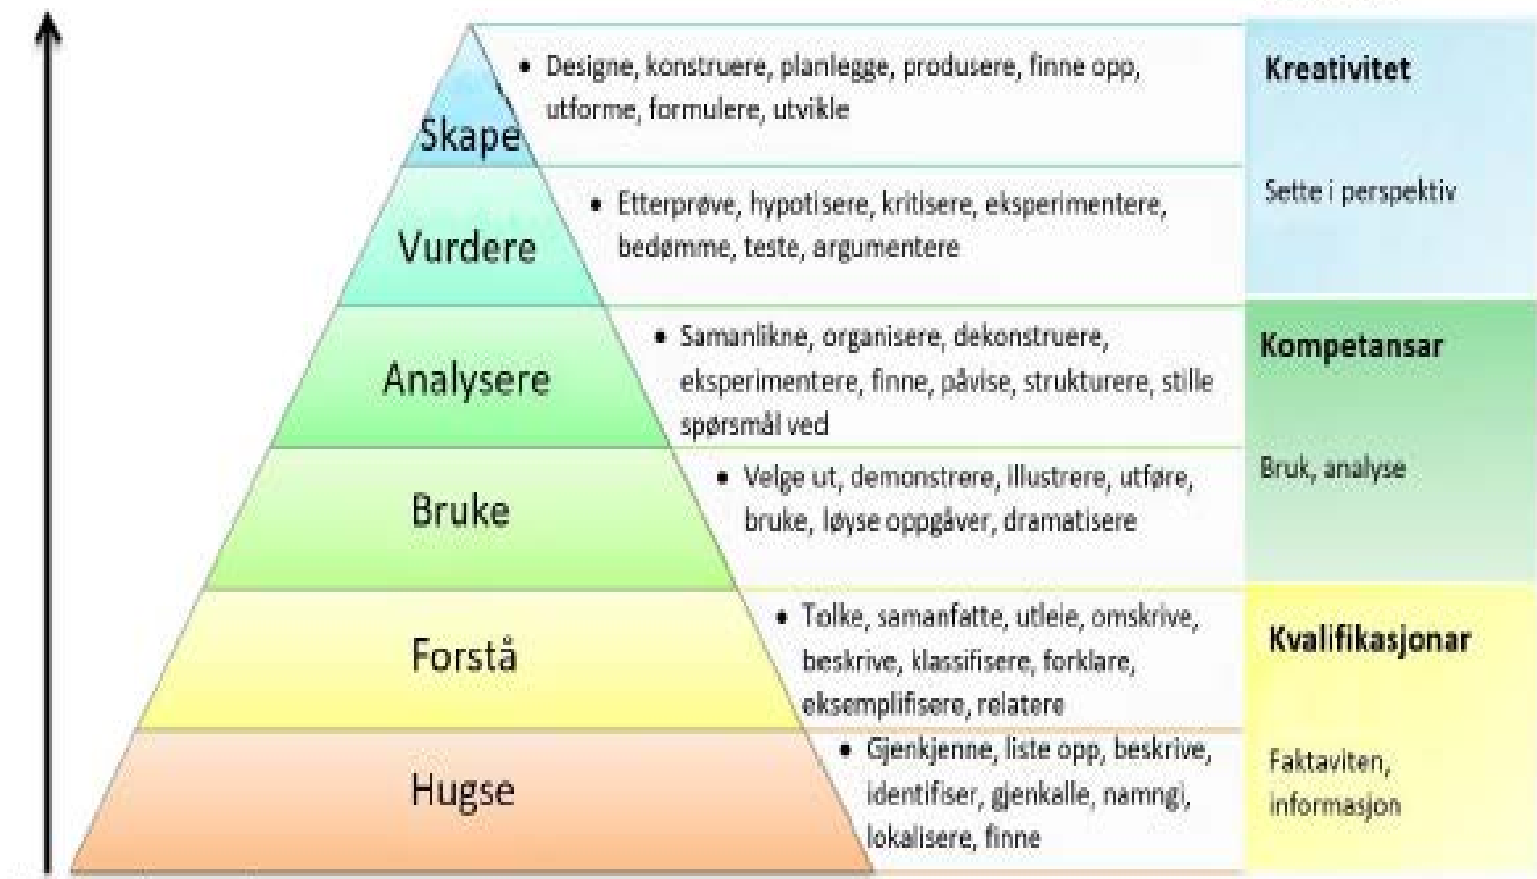 Skape
• Designe, konstruere, planlegge, produsere, finne opp,
utforme, formulere, utvikle
Kreativitet
Sette i perspektiv
Vurdere
• Etterprøve, hypotisere, kritisere, eksperimentere,
bedømme, teste, argumentere
Analysere
• Samanlikne, organisere, dekonstruere,
eksperimentere, finne, påvise, strukturere, stille
spørsmål ved
Kompetansar
Bruk, analyse
Bruke
• Velge ut, demonstrere, illustrere, utføre,
bruke, løyse oppgåver, dramatisere
Forstå
• Tolke, samanfatte, utleie, omskrive,
beskrive, klassifisere, forklare,
eksemplifisere, relatere
Kvalifikasjonar
Faktaviten,
informasjon
Hugse
• Gjenkjenne, liste opp, beskrive,
identifiser, gjenkalle, namngi,
lokalisere, finne